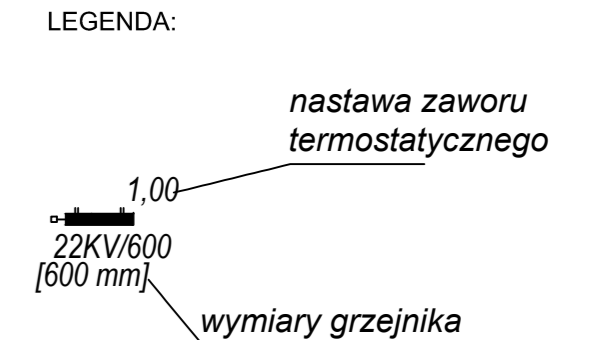 LEGENDA:
nastawa zaworu
termostatycznego
1,00
22KV/600
[600 mm]
wymiary grzejnika